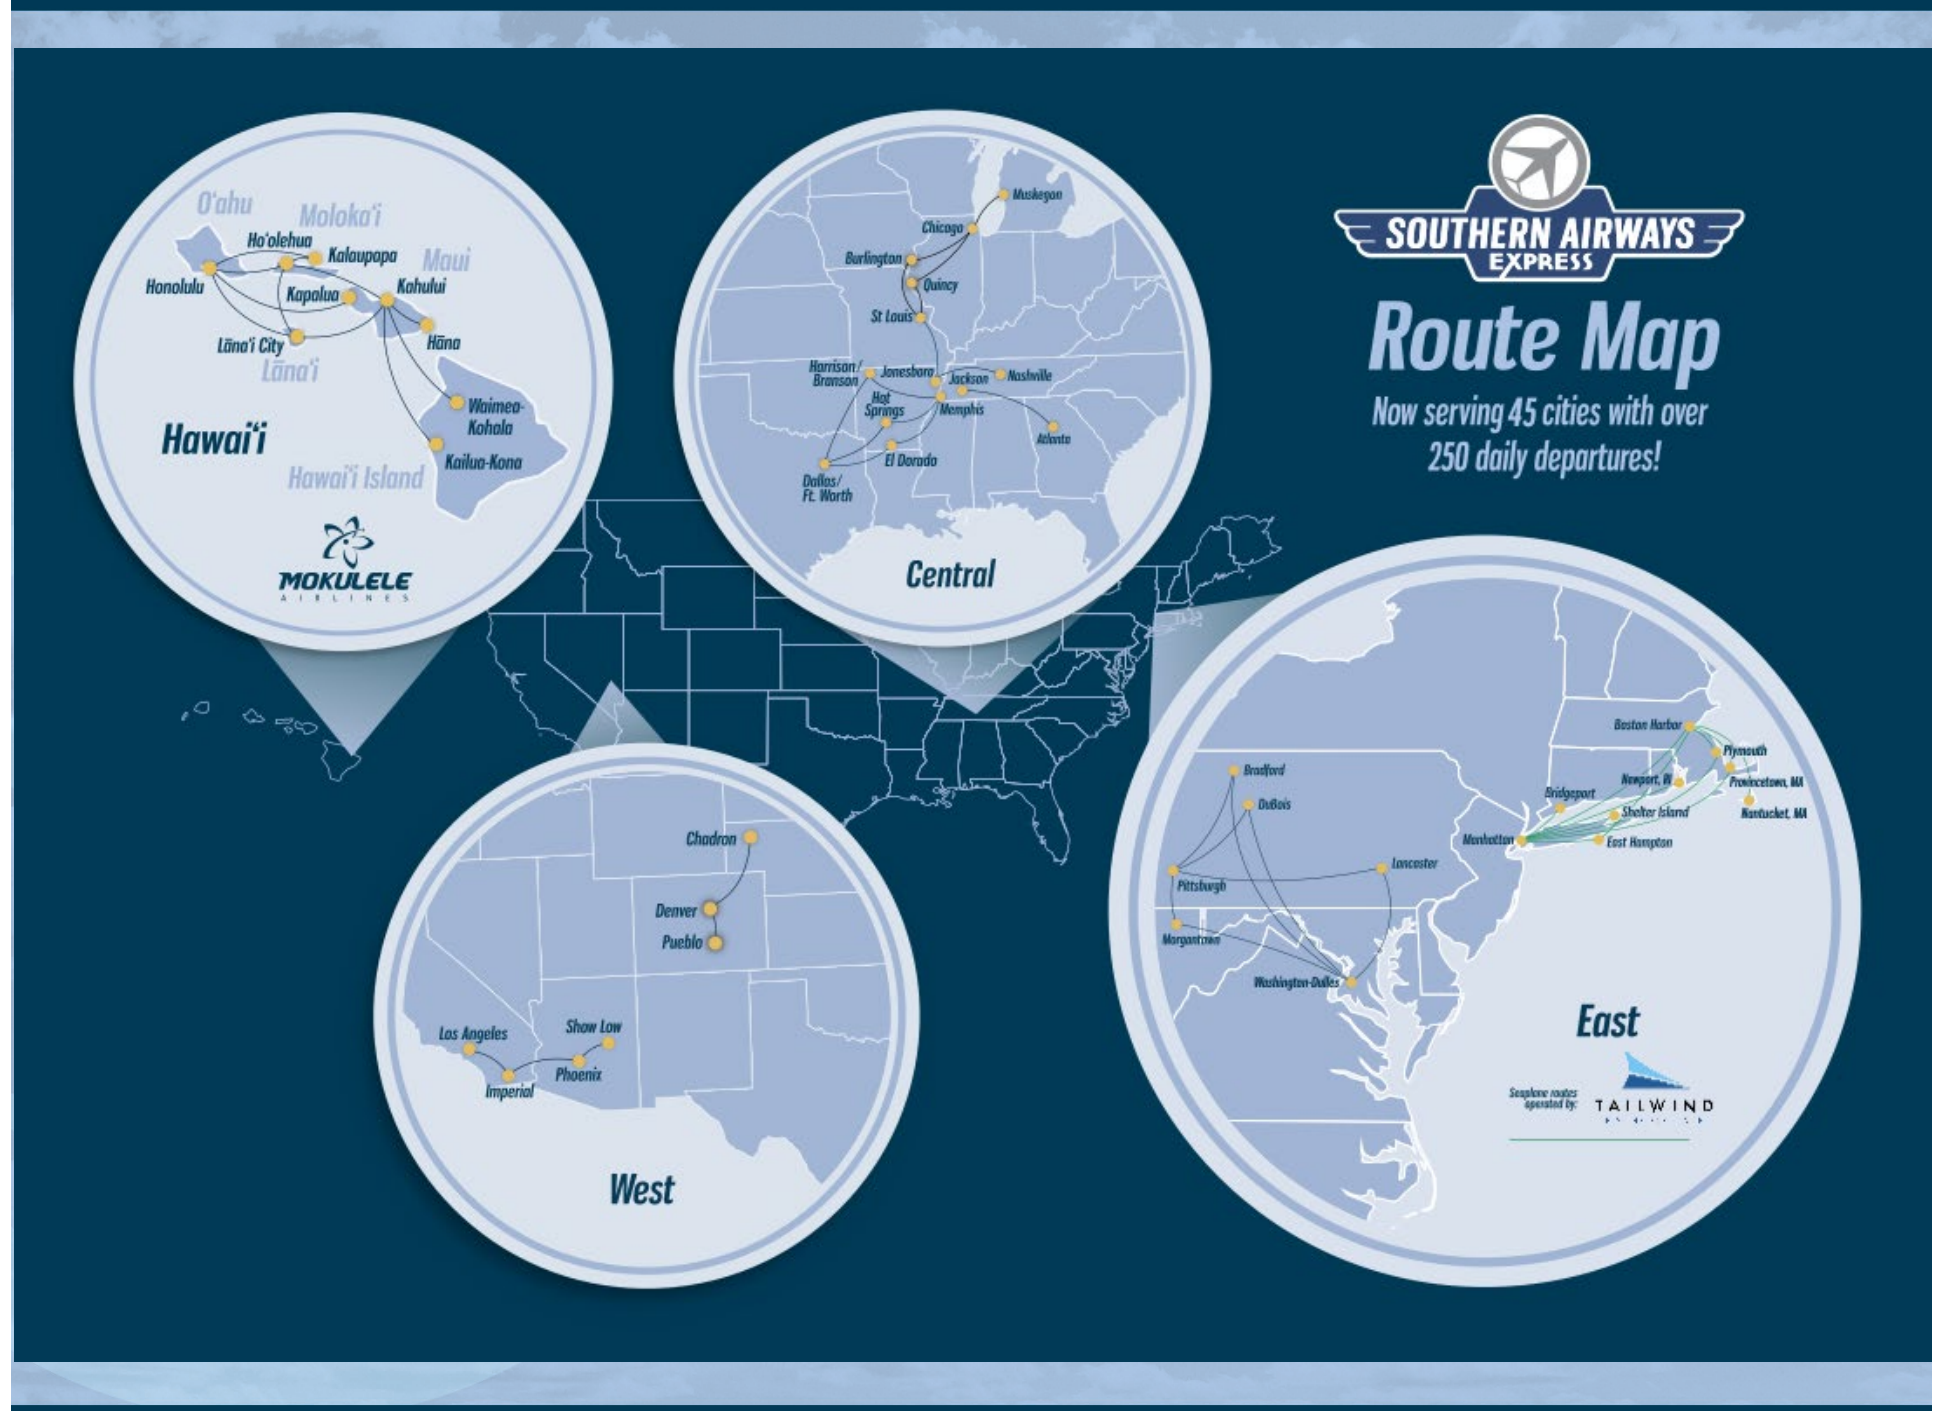 SOUTHERN AIRWAYS
EXPRESS
Route Map
Now serving 45 cities with over
250 daily departures!
O‘ahu
Moloka‘i
Ho‘olehua
Kalaupapa
Maui
Honolulu
Kapalua
Kahului
Lāna‘i City
Hāna
Lāna‘i
Waimea-
Kohala
Hawai‘i
Kailua-Kona
Hawai‘i Island
MOKULELE
AIRLINES
Muskegon
Chicago
Burlington
Quincy
St Louis
Harrison/
Branson
Jonesboro
Jackson
Nashville
Hot
Springs
Memphis
Atlanta
El Dorado
Dallas/
Ft. Worth
Central
Chadron
Denver
Pueblo
Los Angeles
Show Low
Phoenix
Imperial
West
Boston Harbor
Plymouth
Bradford
Newport, RI
Provincetown, MA
DuBois
Bridgeport
Shelter Island
Nantucket, MA
Manhattan
East Hampton
Lancaster
Pittsburgh
Morgantown
Washington-Dulles
East
Seaplane routes
operated by:
TAILWIND